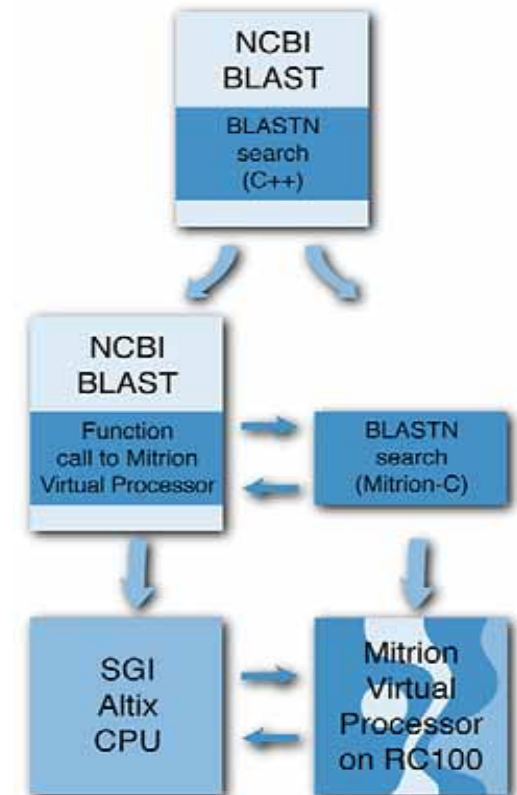 NCBI
BLAST
BLASTN
search
(C++)
NCBI
BLAST
Function
call to Mitrion
Virtual Processor
BLASTN
search
(Mitrion-C)
SGI
Altix
CPU
Mitrion
Virtual
Processor
on RC100